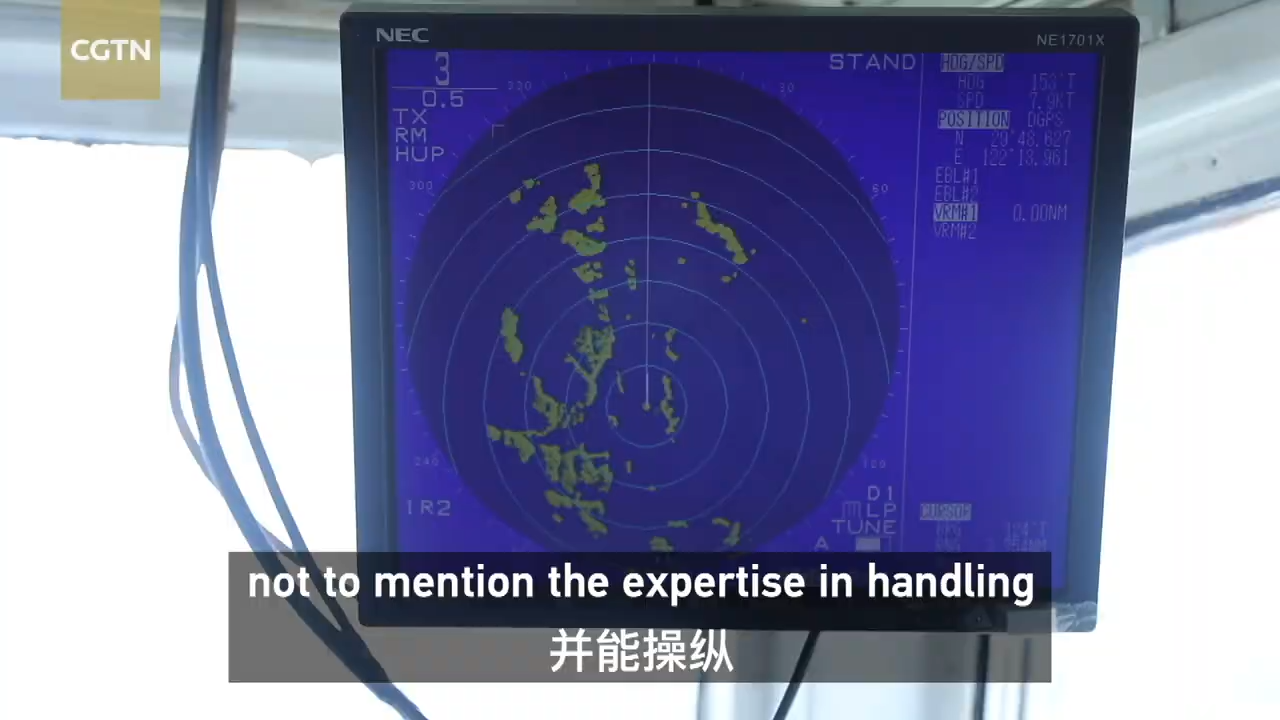 CGTN
NEC
NE1701X
3
0.5
TX
RM
HUP
330
30
300
60
240
120
STAND
HDG/SPD
HDG 153°T
SPD 7.9KT
POSITION DGPS
N 29°48.627
E 122°13.961
EBL#1
EBL#2
VRM#1 0.00NM
VRM#2
IR2
D1
LP
TUNE
A
CURSOR
not to mention the expertise in handling
并能操纵